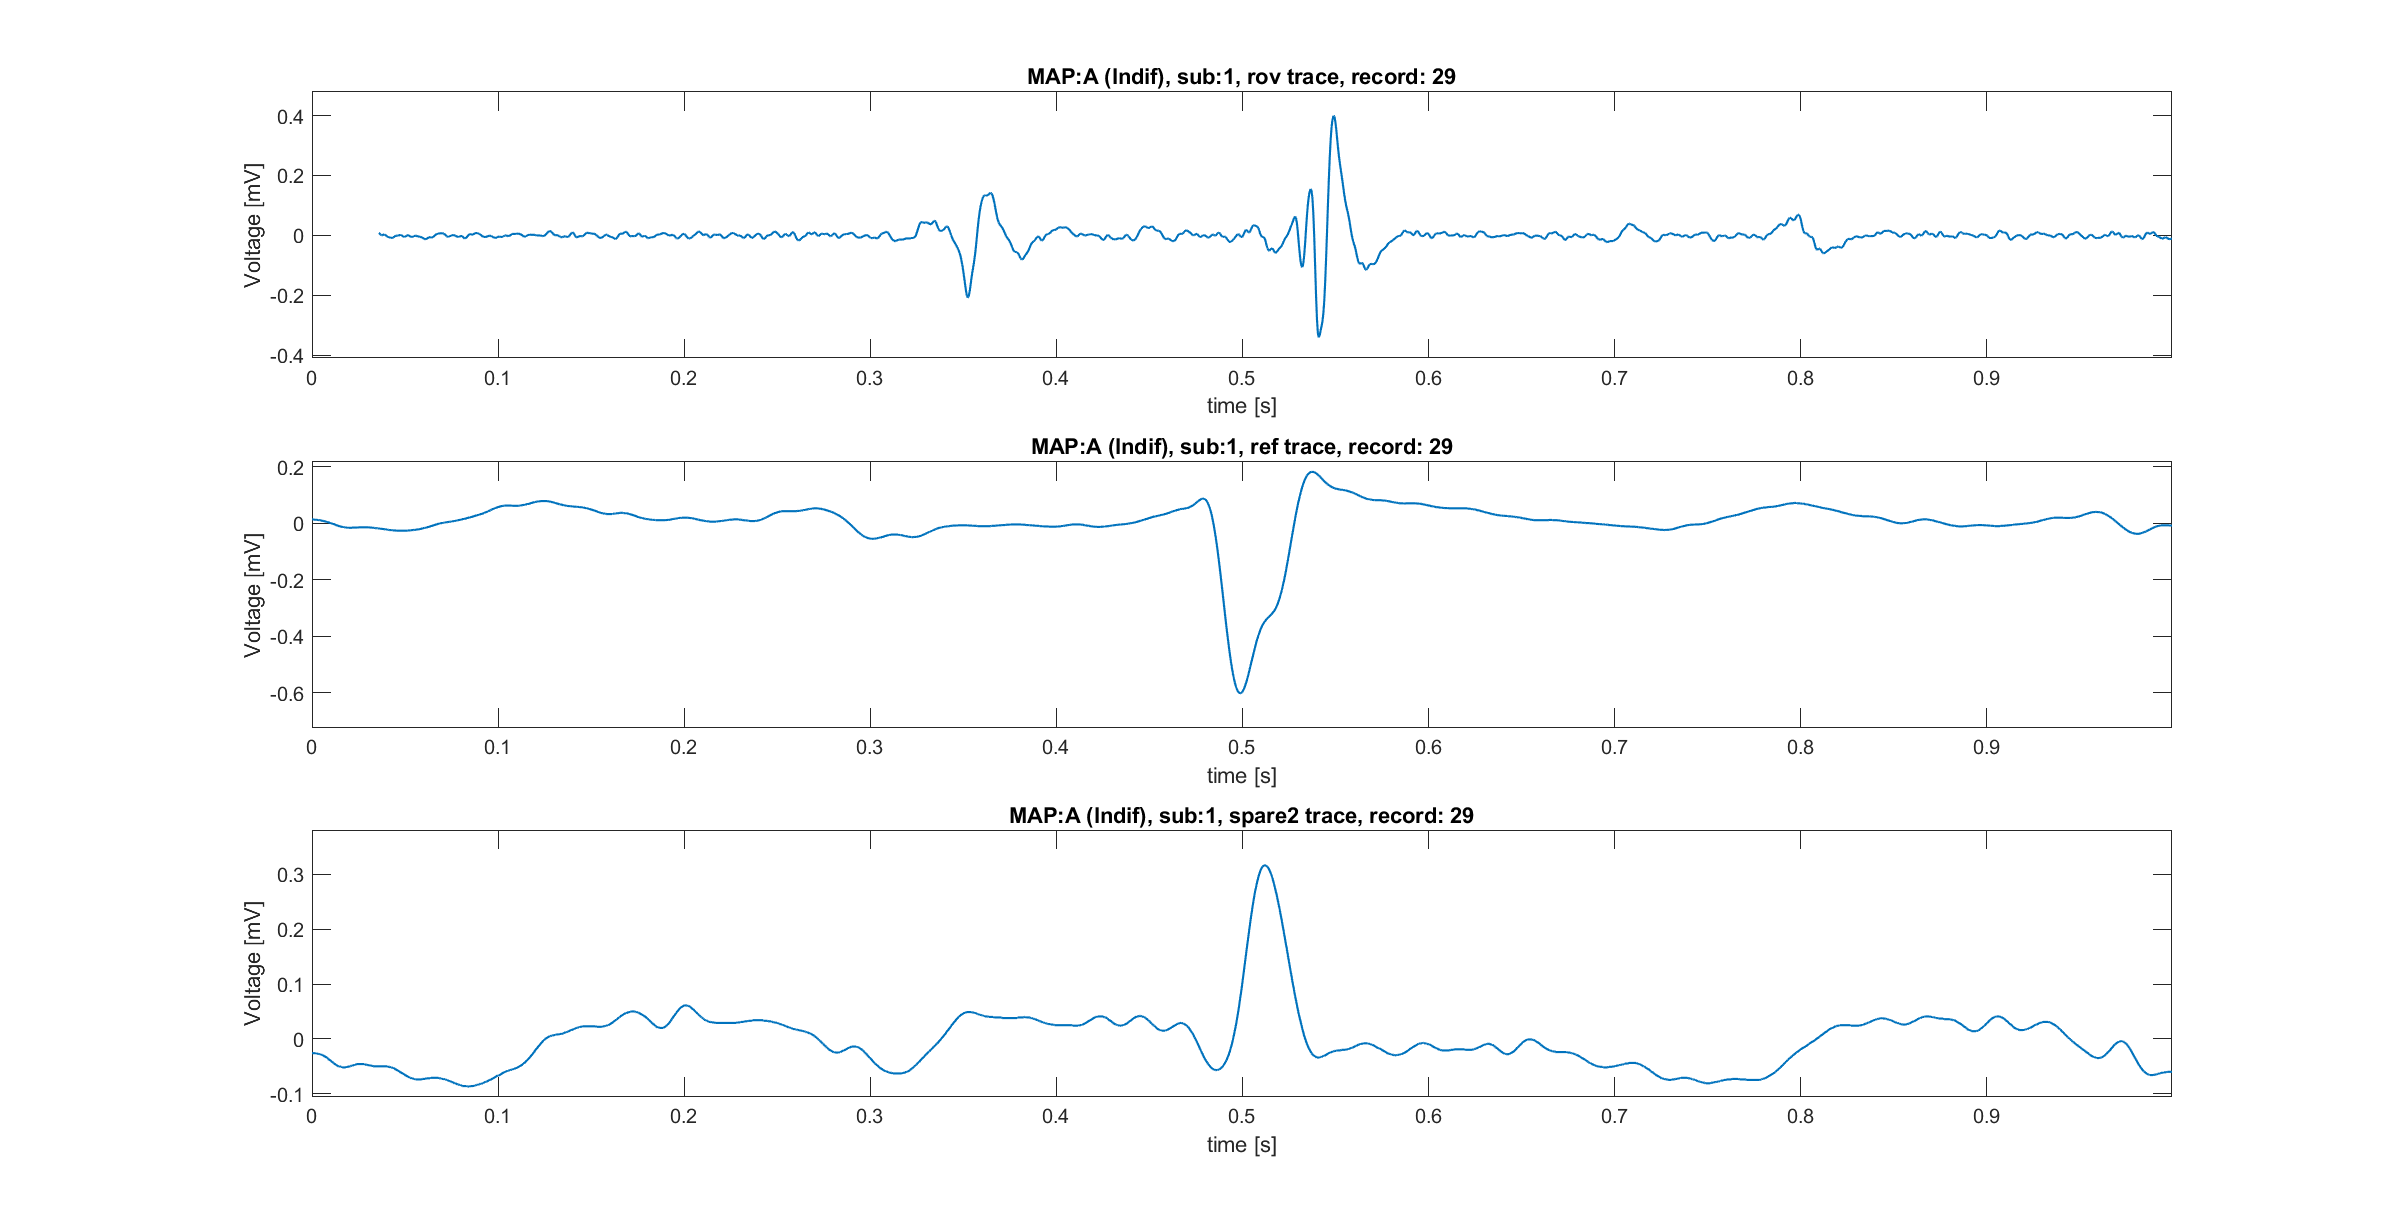 MAP:A (Indif), sub:1, rov trace, record: 29
Voltage [mV]
0.4
0.2
0
-0.2
-0.4
0 0.1 0.2 0.3 0.4 0.5 0.6 0.7 0.8 0.9
time [s]
MAP:A (Indif), sub:1, ref trace, record: 29
Voltage [mV]
0.2
0
-0.2
-0.4
-0.6
0 0.1 0.2 0.3 0.4 0.5 0.6 0.7 0.8 0.9
time [s]
MAP:A (Indif), sub:1, spare2 trace, record: 29
Voltage [mV]
0.3
0.2
0.1
0
-0.1
0 0.1 0.2 0.3 0.4 0.5 0.6 0.7 0.8 0.9
time [s]